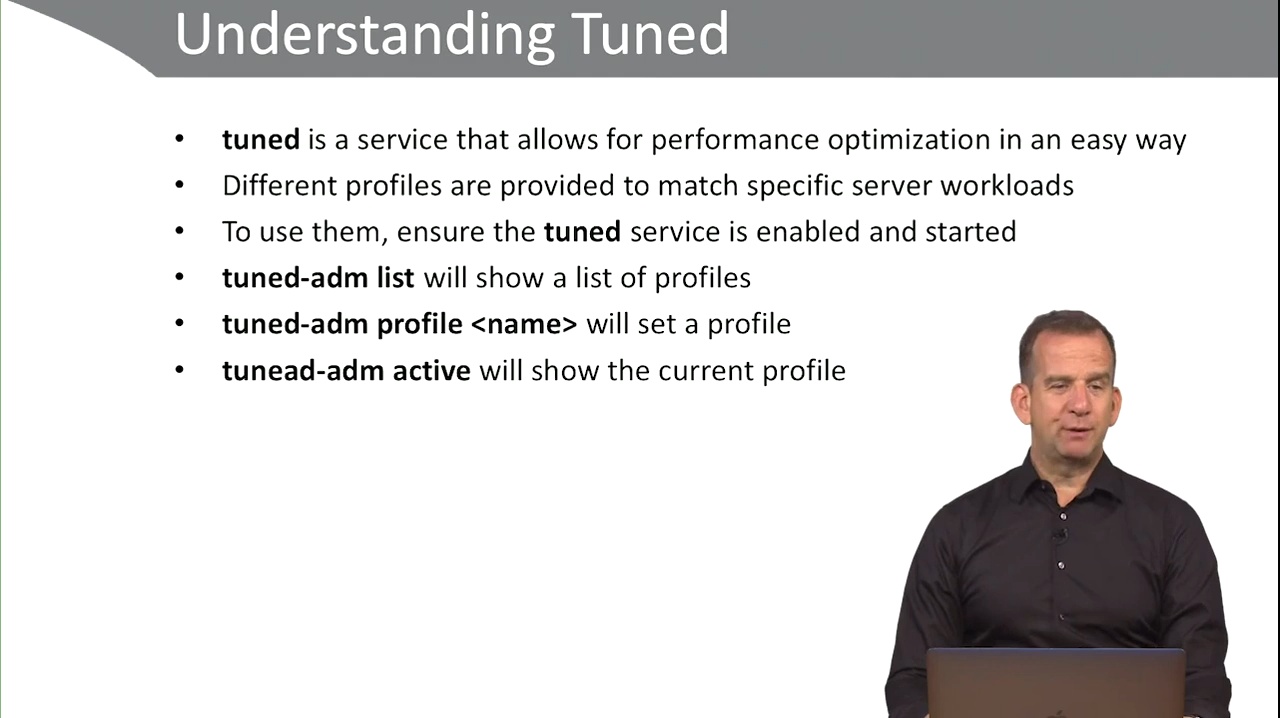 Understanding Tuned
• tuned is a service that allows for performance optimization in an easy way
• Different profiles are provided to match specific server workloads
• To use them, ensure the tuned service is enabled and started
• tuned-adm list will show a list of profiles
• tuned-adm profile <name> will set a profile
• tunead-adm active will show the current profile